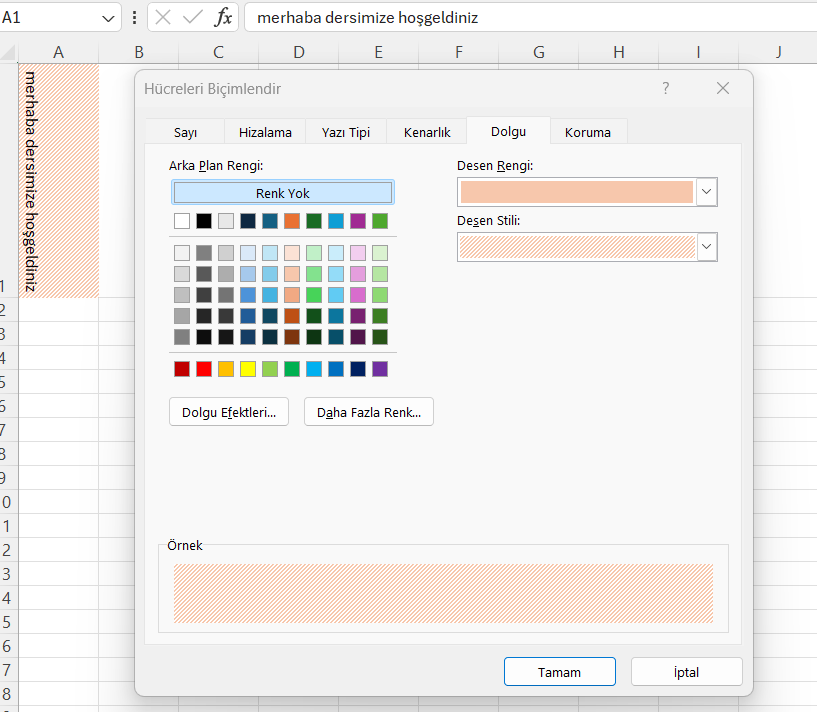 A1
fx
merhaba dersimize hoşgeldiniz
A B C D E F G H I J
merhaba dersimize hoşgeldiniz
Hücreleri Biçimlendir
?
Sayı Hizalama Yazı Tipi Kenarlık Dolgu Koruma
Arka Plan Rengi:
Renk Yok
Desen Rengi:
Desen Stili:
Dolgu Efektleri...
Daha Fazla Renk...
Örnek
Tamam
İptal
1
2
3
4
5
6
7
8
9
0
1
2
3
4
5
6
7
8